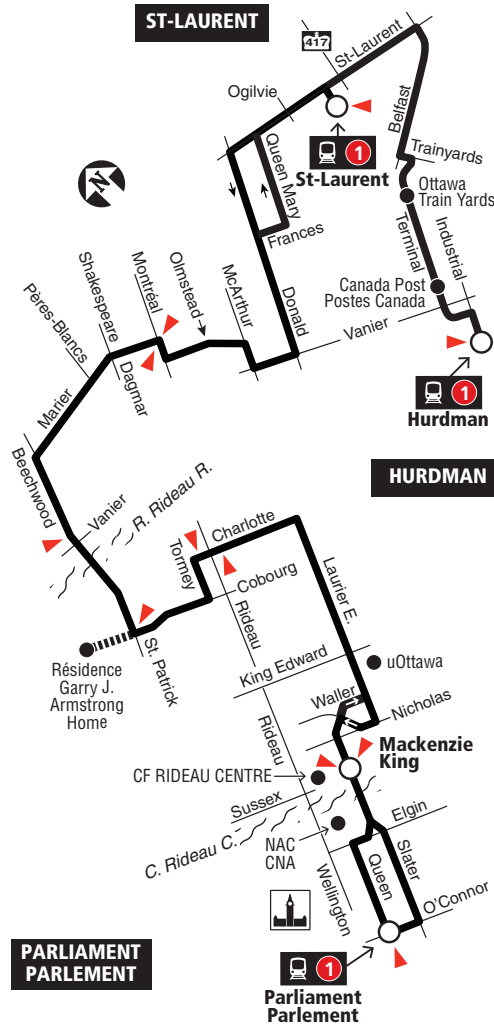 ST-LAURENT
417
St-Laurent
Ogilvie
Belfast
1
St-Laurent
Queen Mary
Trainyards
Ottawa
Train Yards
N
Frances
Terminal
Industrial
Shakespeare
Montréal
Olmstead
McArthur
Donald
Canada Post
Postes Canada
Vanier
Pères-Blancs
Dagmar
Marier
1
Hurdman
Beechwood
HURDMAN
Vanier
R. Rideau R.
Charlotte
Tormey
Cobourg
Laurier E.
Rideau
St. Patrick
King Edward
uOttawa
Résidence
Garry J.
Armstrong
Home
Waller
Nicholas
Rideau
Mackenzie
King
CF RIDEAU CENTRE
Sussex
Elgin
C. Rideau C.
NAC
CNA
Queen
Slater
Wellington
O'Connor
PARLIAMENT
PARLEMENT
1
Parliament
Parlement